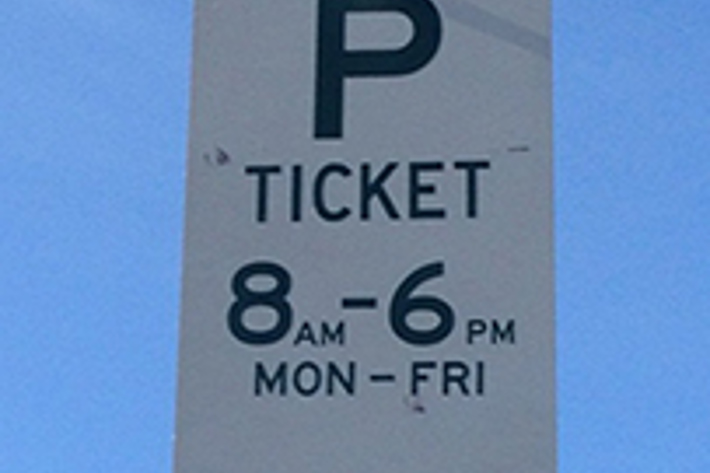 P
TICKET
8AM-6PM
MON-FRI